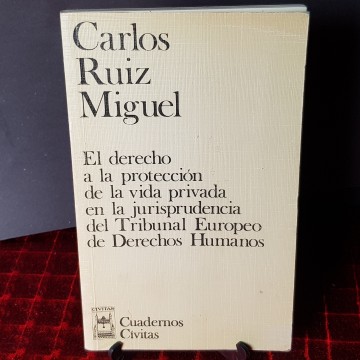 Carlos
Ruiz
Miguel
El derecho
a la protección
de la vida privada
en la jurisprudencia
del Tribunal Europeo
de Derechos Humanos
CIVITAS
Cuadernos
Civitas